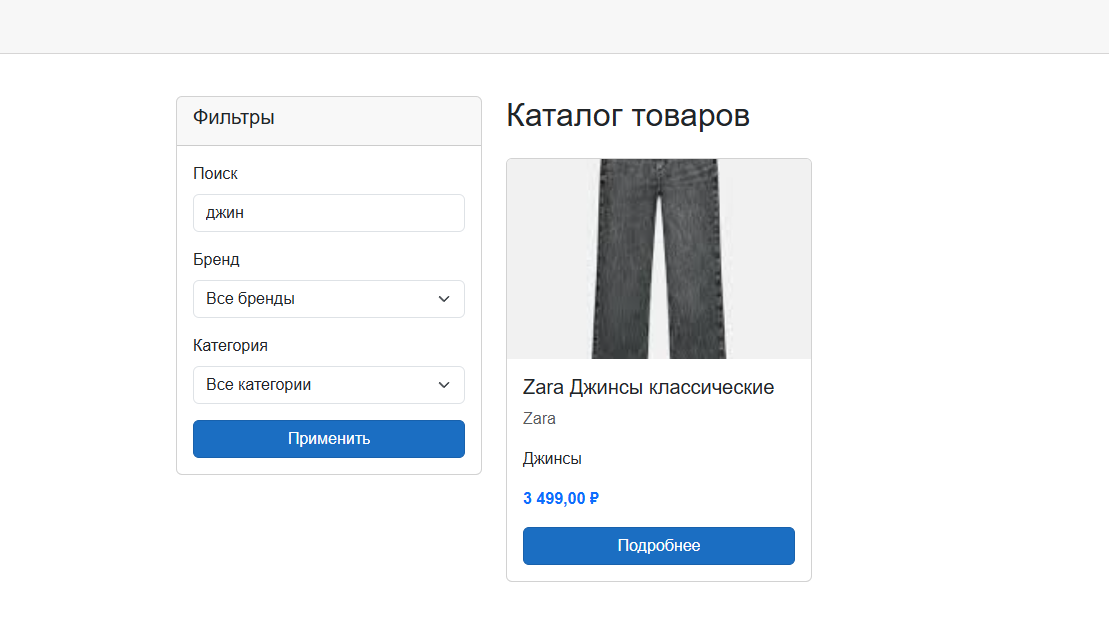 Фильтры
Поиск
джин
Бренд
Все бренды
Категория
Все категории
Применить
Каталог товаров
Zara Джинсы классические
Zara
Джинсы
3 499,00 ₽
Подробнее